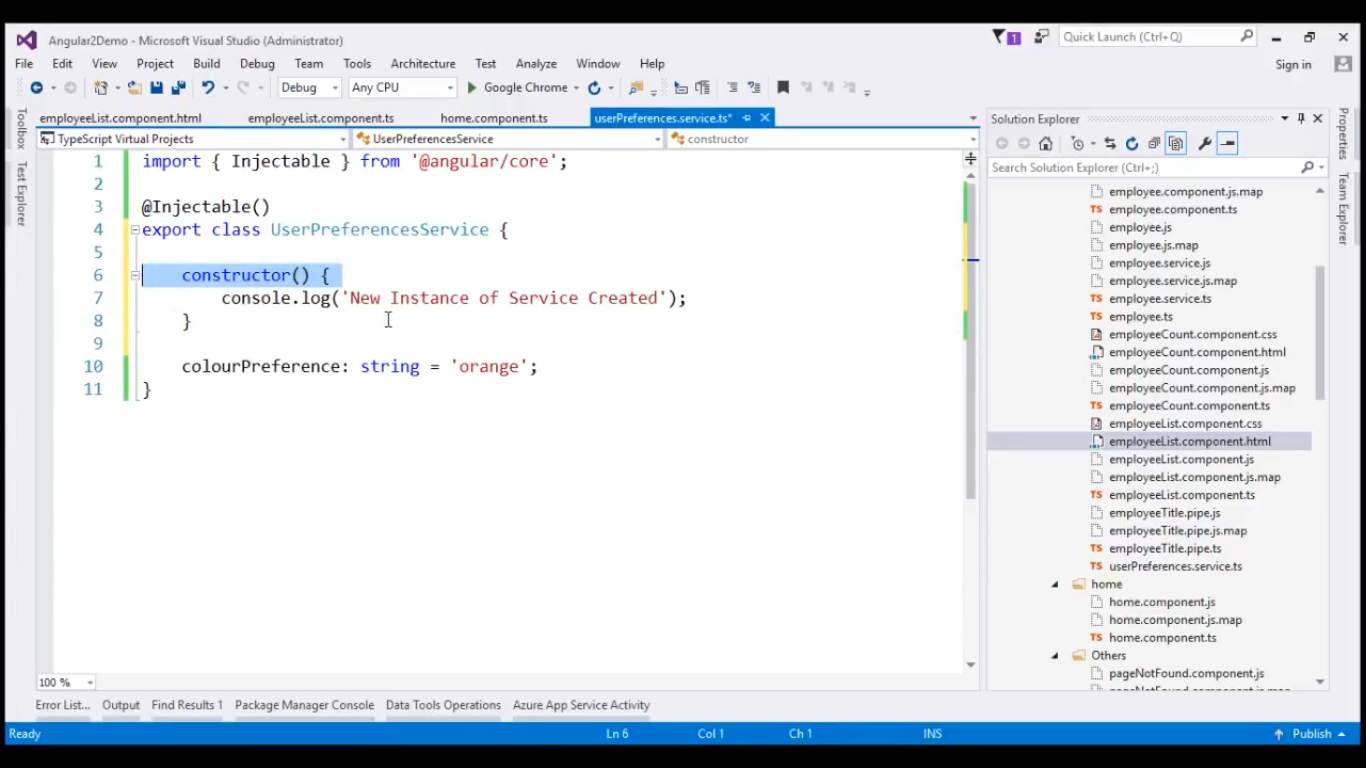 Angular2Demo - Microsoft Visual Studio (Administrator)
1
Quick Launch (Ctrl+Q)
File Edit View Project Build Debug Team Tools Architecture Test Analyze Window Help
Sign in
Debug Any CPU Google Chrome
Toolbox
Test Explorer
employeeList.component.html employeeList.component.ts home.component.ts userPreferences.service.ts*
TypeScript Virtual Projects UserPreferencesService constructor
1 import { Injectable } from '@angular/core';
2
3 @Injectable()
4 export class UserPreferencesService {
5
6 constructor() {
7 console.log('New Instance of Service Created');
8 }
9
10 colourPreference: string = 'orange';
11 }
100 %
Solution Explorer
Search Solution Explorer (Ctrl+;)
employee.component.js.map
employee.component.ts
employee.js
employee.js.map
employee.service.js
employee.service.js.map
employee.service.ts
employee.ts
employeeCount.component.css
employeeCount.component.html
employeeCount.component.js
employeeCount.component.js.map
employeeCount.component.ts
employeeList.component.css
employeeList.component.html
employeeList.component.js
employeeList.component.js.map
employeeList.component.ts
employeeTitle.pipe.js
employeeTitle.pipe.js.map
employeeTitle.pipe.ts
userPreferences.service.ts
home
home.component.js
home.component.js.map
home.component.ts
Others
pageNotFound.component.js
Properties
Team Explorer
Error List... Output Find Results 1 Package Manager Console Data Tools Operations Azure App Service Activity
Ready Ln 6 Col 1 Ch 1 INS Publish